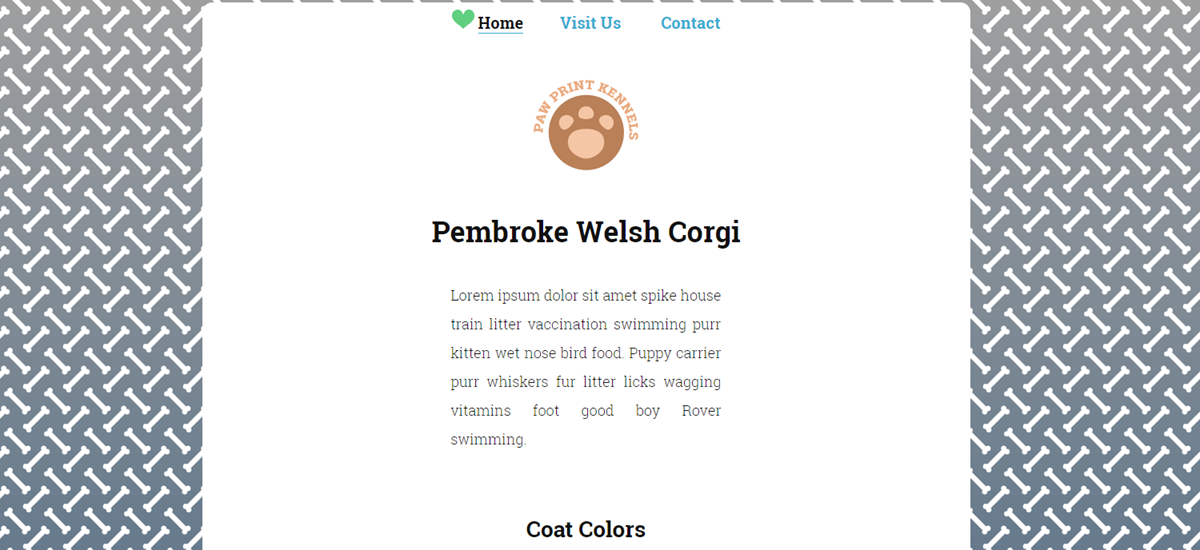 Home Visit Us Contact
PAW PRINT KENNELS
Pembroke Welsh Corgi
Lorem ipsum dolor sit amet spike house
train litter vaccination swimming purr
kitten wet nose bird food. Puppy carrier
purr whiskers fur litter licks wagging
vitamins foot good boy Rover
swimming.
Coat Colors